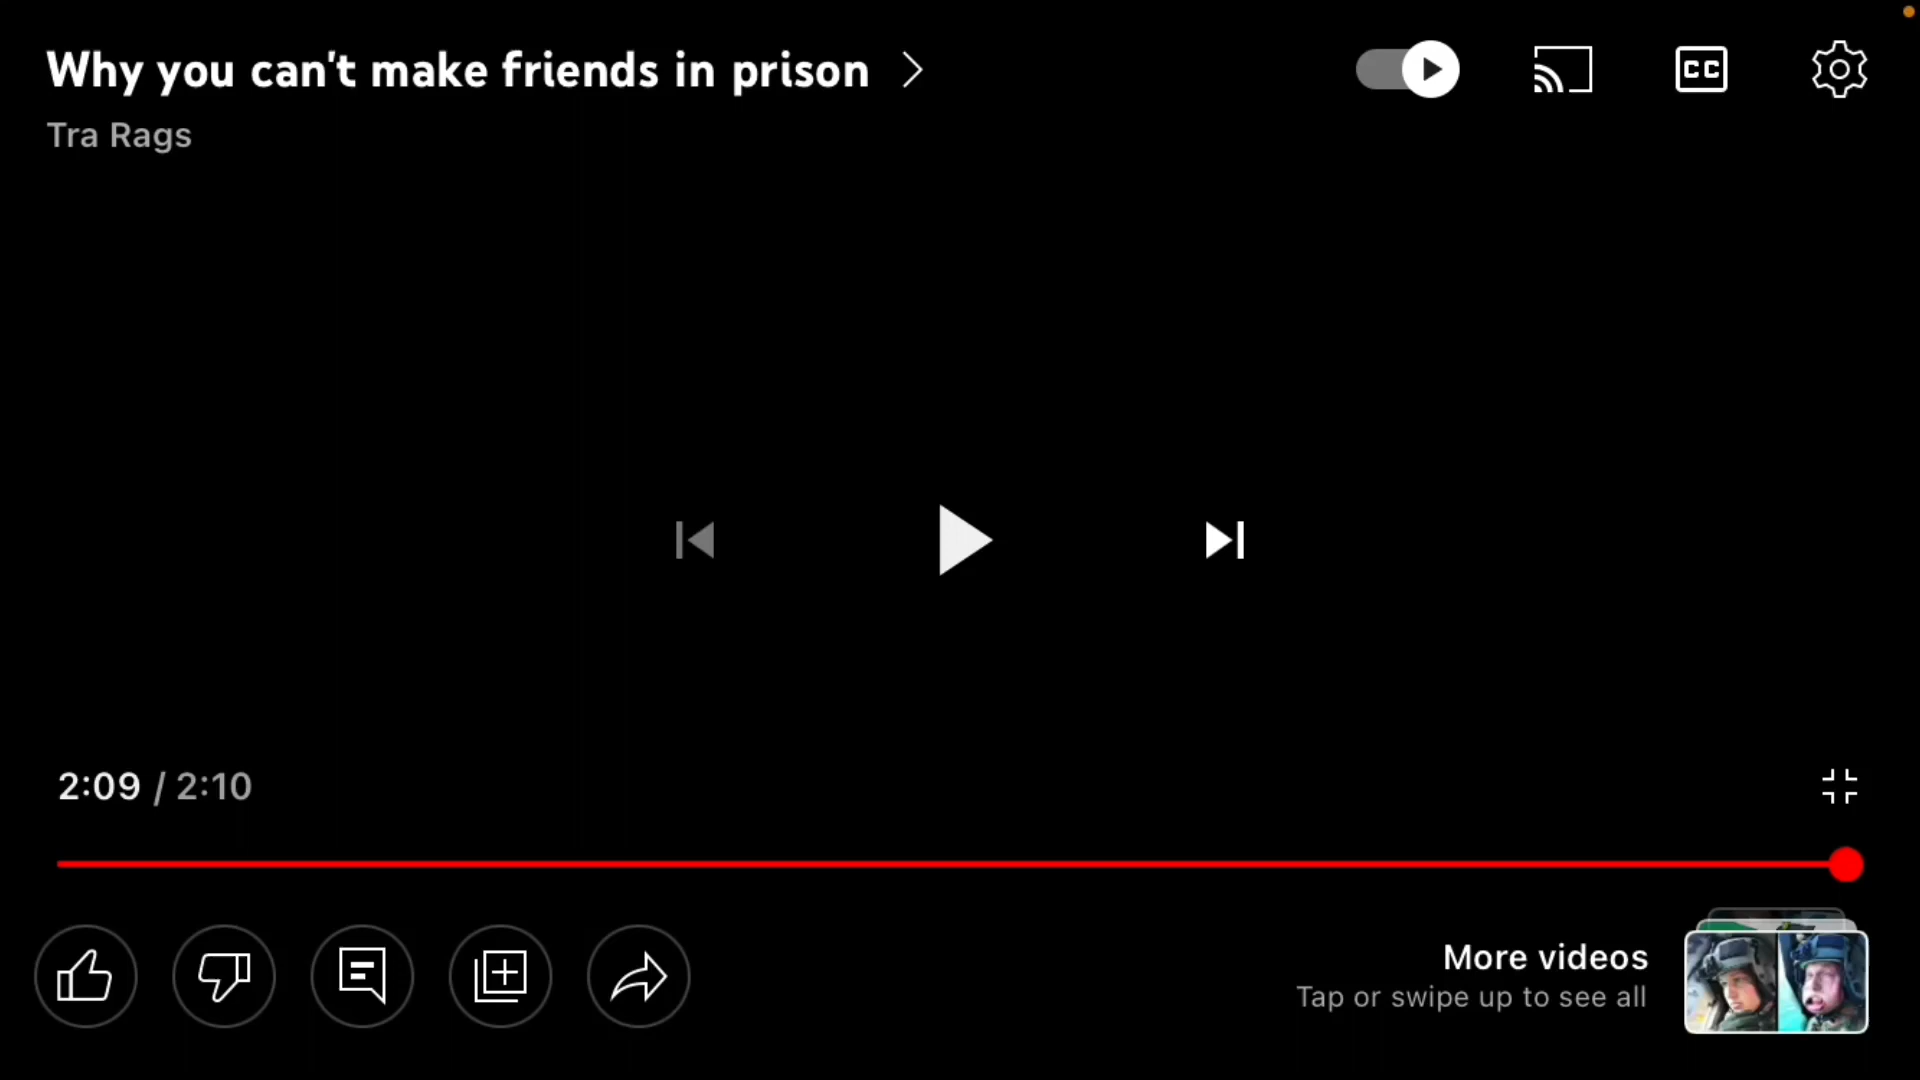 Why you can't make friends in prison
Tra Rags
CC
2:09 / 2:10
More videos
Tap or swipe up to see all